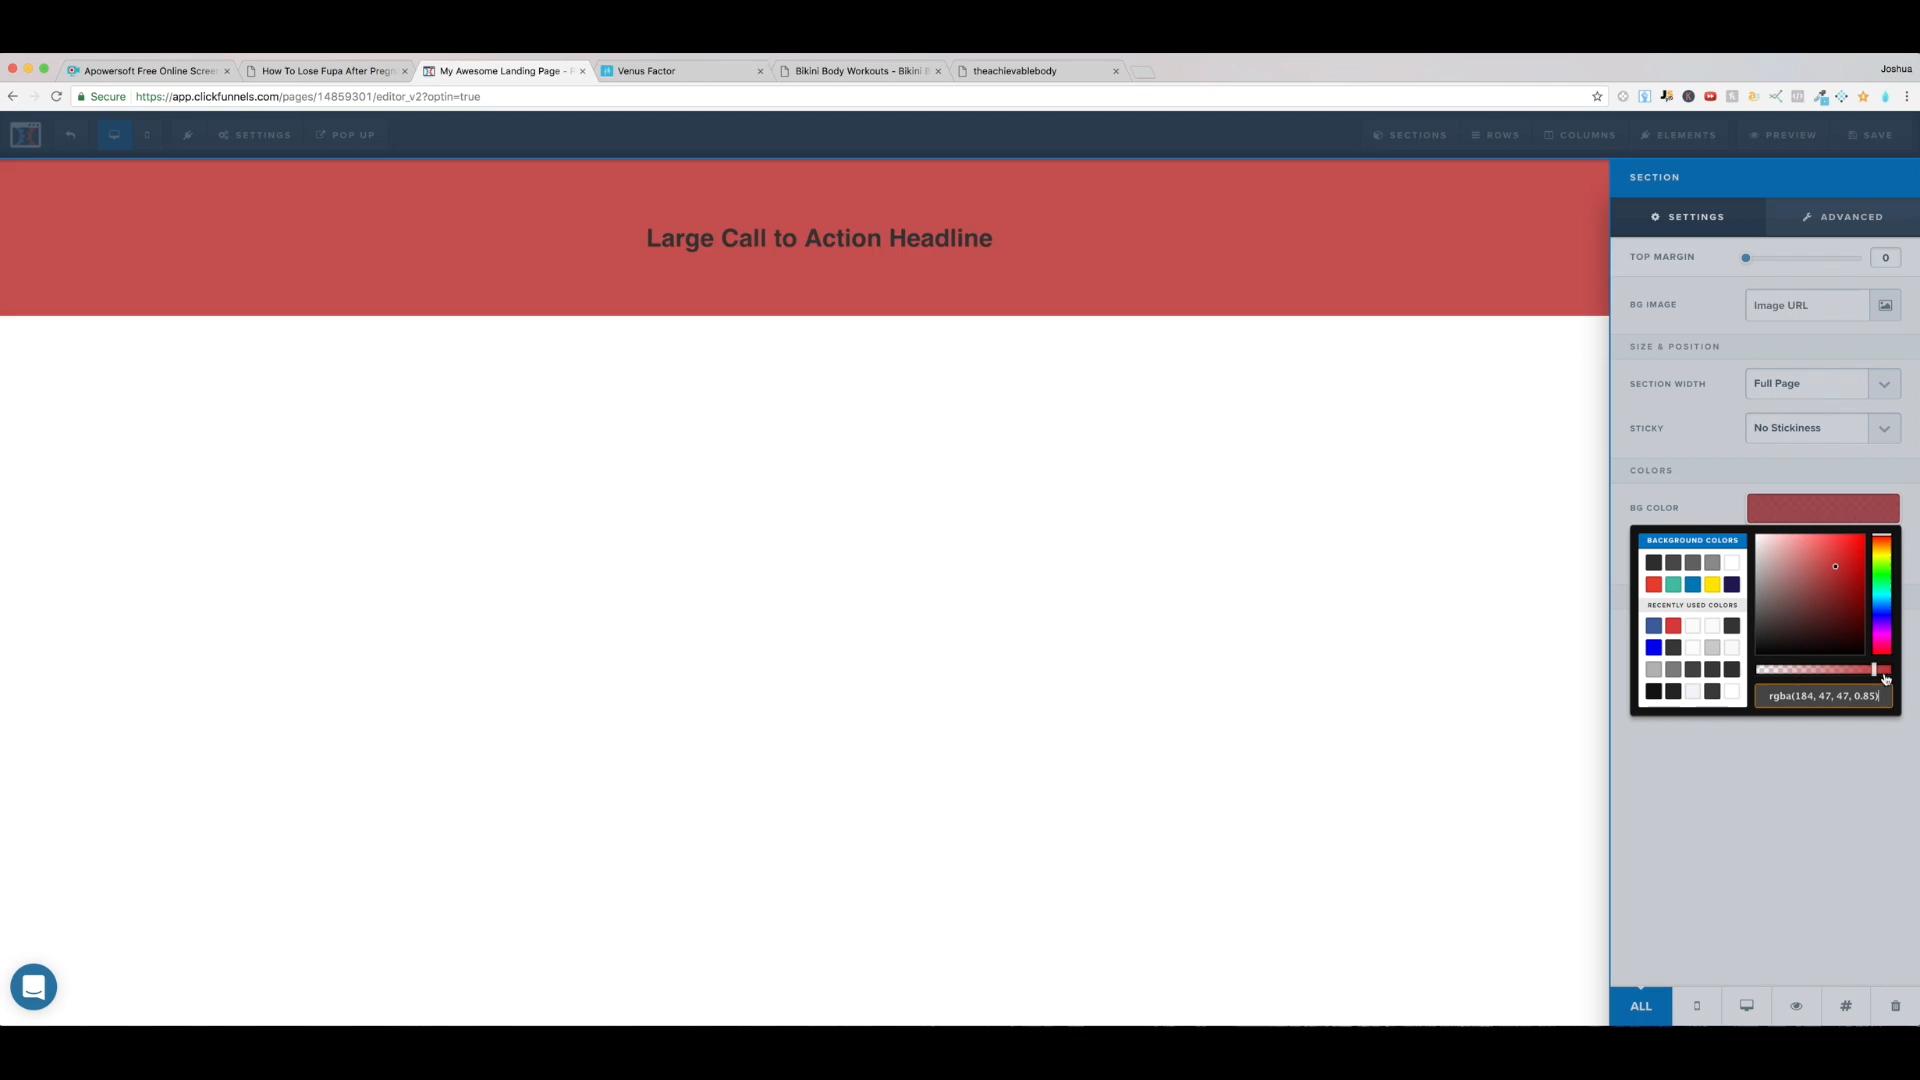 Apowersoft Free Online Screen
How To Lose Fupa After Pregn
My Awesome Landing Page -
Venus Factor
Bikini Body Workouts - Bikini B
theachievablebody
Joshua
Secure
https://app.clickfunnels.com/pages/14859301/editor_v2?optin=true
SETTINGS
POP UP
SECTIONS
ROWS
COLUMNS
ELEMENTS
PREVIEW
SAVE
Large Call to Action Headline
SECTION
SETTINGS
ADVANCED
TOP MARGIN
0
BG IMAGE
Image URL
SIZE & POSITION
SECTION WIDTH
Full Page
STICKY
No Stickiness
COLORS
BG COLOR
BACKGROUND COLORS
RECENTLY USED COLORS
rgba(184, 47, 47, 0.85)
ALL